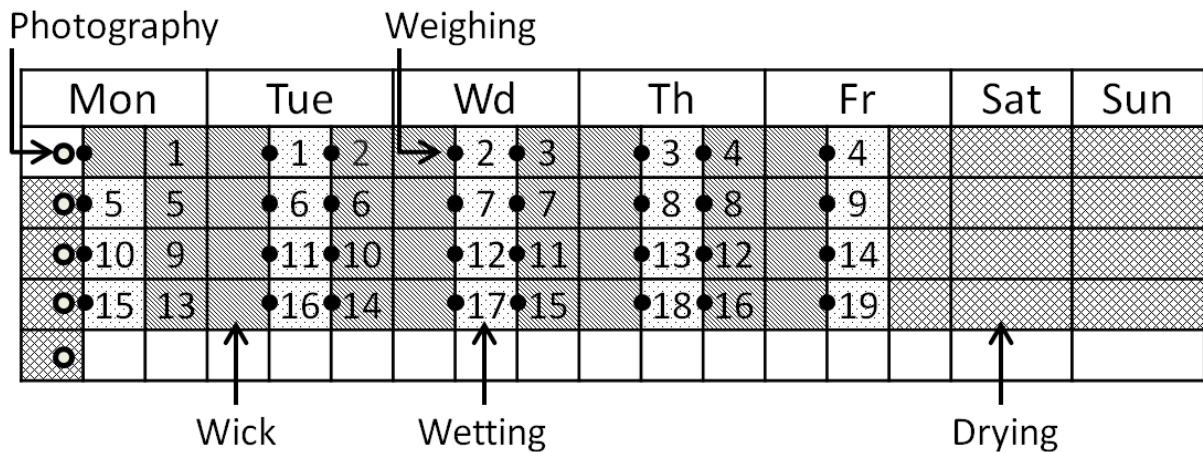 Photography Weighing
Mon Tue Wd Th Fr Sat Sun
1 1 2 2 3 3 4 4
5 5 6 6 7 7 8 8 9
10 9 11 10 12 11 13 12 14
15 13 16 14 17 15 18 16 19
Wick Wetting Drying